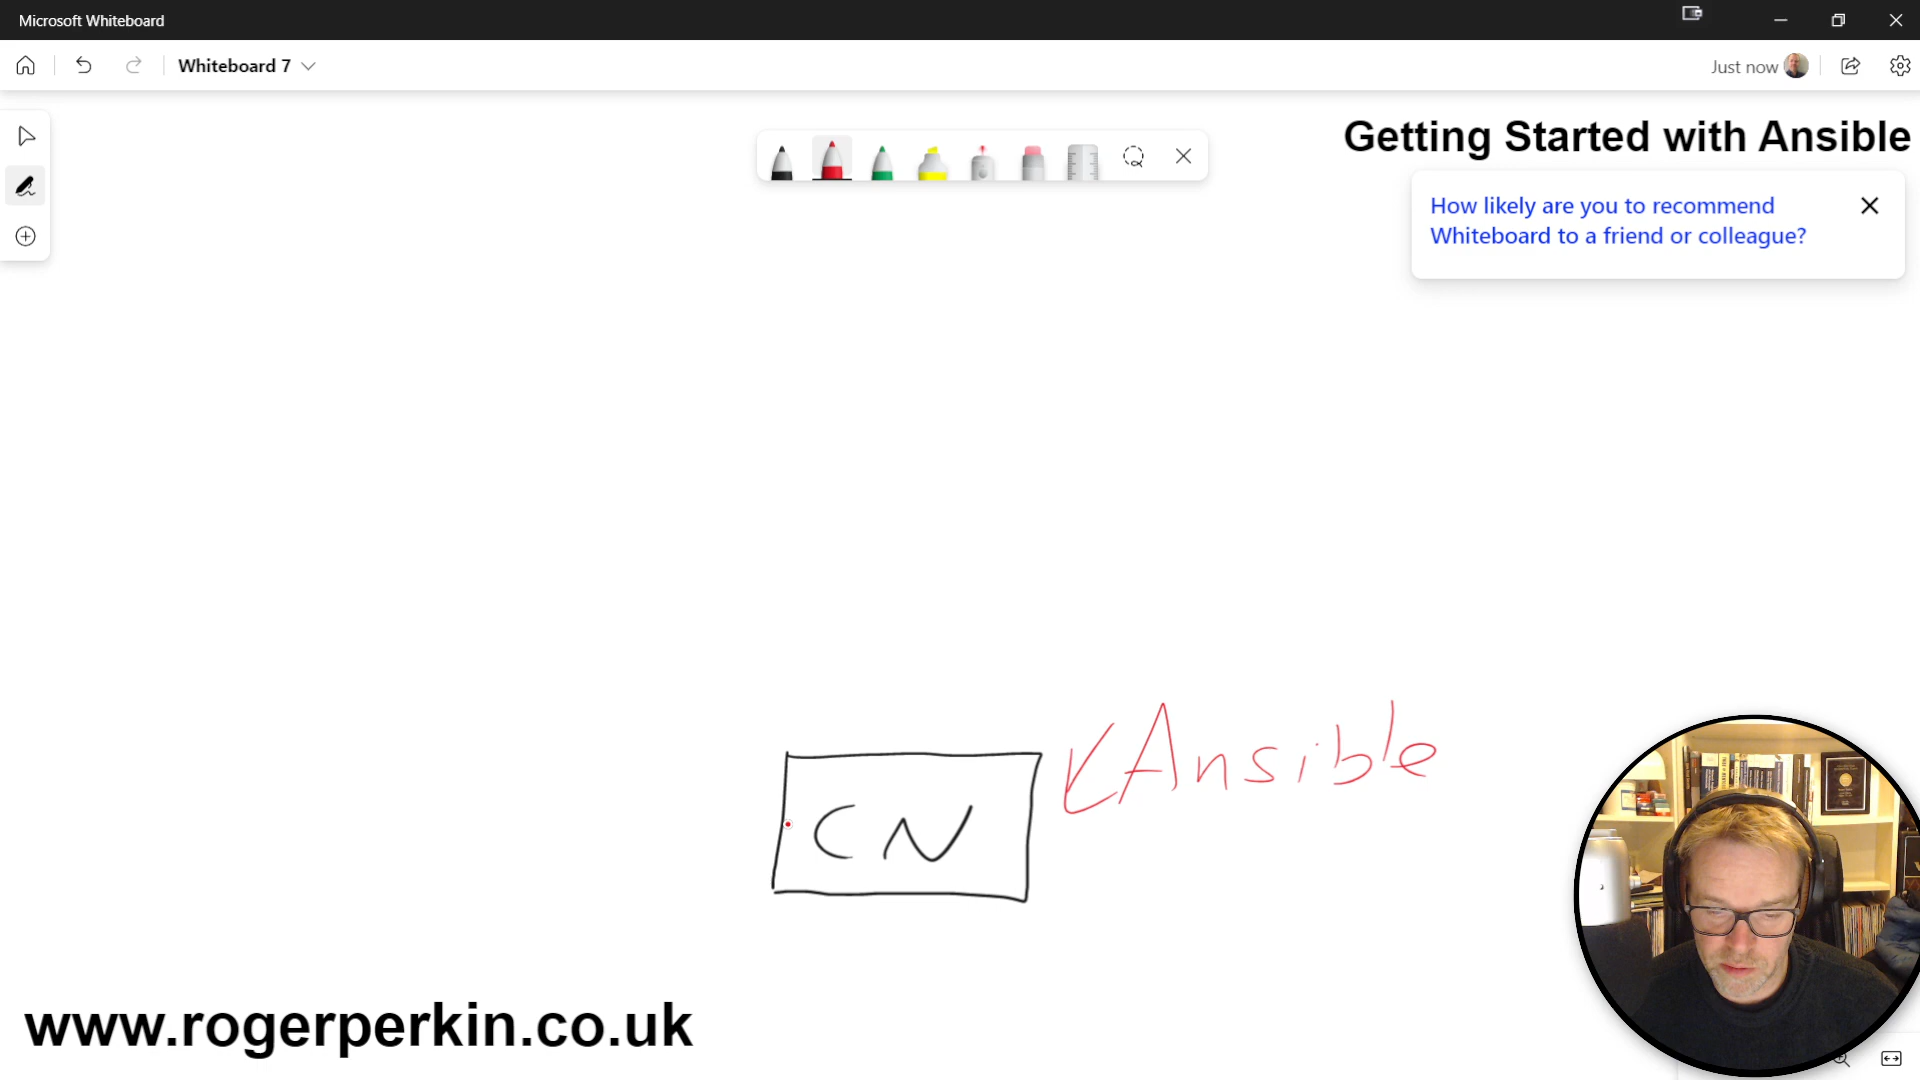 Microsoft Whiteboard
Whiteboard 7
Just now
Getting Started with Ansible
How likely are you to recommend
Whiteboard to a friend or colleague?
Ansible
CN
www.rogerperkin.co.uk